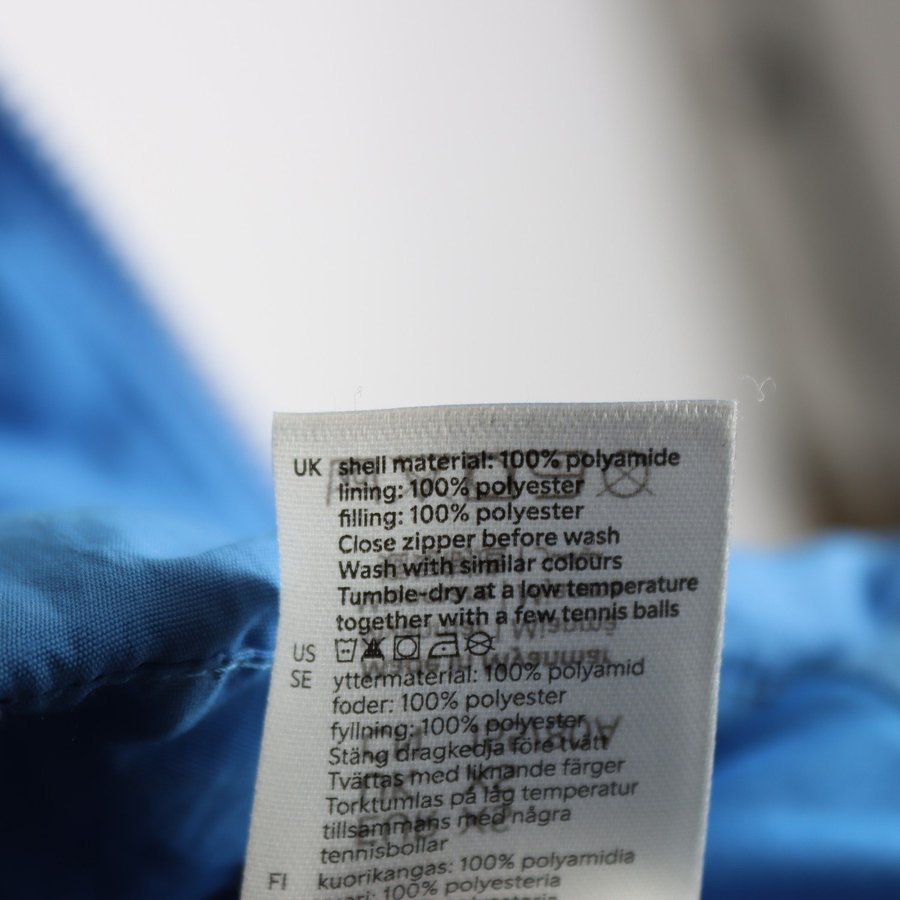 UK shell material: 100% polyamide
lining: 100% polyester
filling: 100% polyester
Close zipper before wash
Wash with similar colours
Tumble-dry at a low temperature
together with a few tennis balls
US
SE yttermaterial: 100% polyamid
foder: 100% polyester
fyllning: 100% polyester
Stäng dragkedja före tvätt
Tvättas med liknande färger
Torktumlas på låg temperatur
tillsammans med några
tennisbollar
FI kuorikangas: 100% polyamidia
100% polyesteria